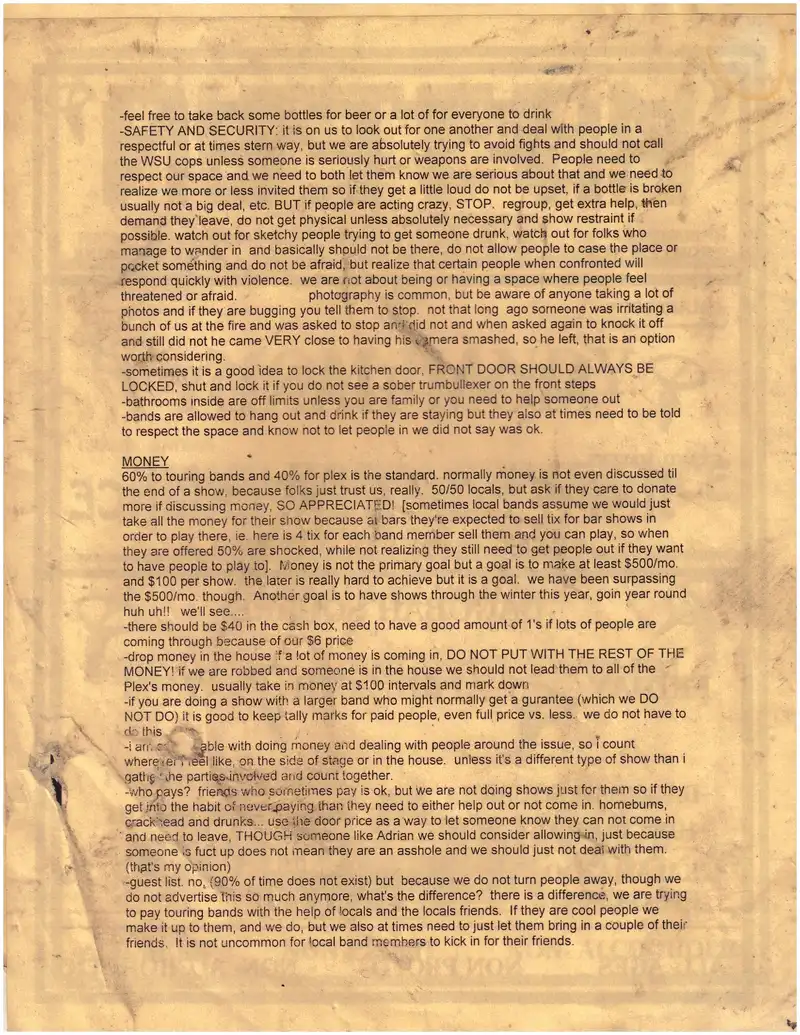 -feel free to take back some bottles for beer or a lot of for everyone to drink
-SAFETY AND SECURITY: it is on us to look out for one another and deal with people in a
respectful or at times stern way, but we are absolutely trying to avoid fights and should not call
the WSU cops unless someone is seriously hurt or weapons are involved. People need to
respect our space and we need to both let them know we are serious about that and we need to
realize we more or less invited them so if they get a little loud do not be upset, if a bottle is broken
usually not a big deal, etc. BUT if people are acting crazy, STOP. regroup, get extra help, then
demand they leave, do not get physical unless absolutely necessary and show restraint if
possible. watch out for sketchy people trying to get someone drunk, watch out for folks who
manage to wander in and basically should not be there, do not allow people to case the place or
pocket something and do not be afraid, but realize that certain people when confronted will
respond quickly with violence. we are not about being or having a space where people feel
threatened or afraid. photography is common, but be aware of anyone taking a lot of
photos and if they are bugging you tell them to stop. not that long ago someone was irritating a
bunch of us at the fire and was asked to stop and did not and when asked again to knock it off
and still did not he came VERY close to having his camera smashed, so he left, that is an option
worth considering.
-sometimes it is a good idea to lock the kitchen door, FRONT DOOR SHOULD ALWAYS BE
LOCKED, shut and lock it if you do not see a sober trumbullexer on the front steps
-bathrooms inside are off limits unless you are family or you need to help someone out
-bands are allowed to hang out and drink if they are staying but they also at times need to be told
to respect the space and know not to let people in we did not say was ok.
MONEY
60% to touring bands and 40% for plex is the standard. normally money is not even discussed til
the end of a show, because folks just trust us, really. 50/50 locals, but ask if they care to donate
more if discussing money, SO APPRECIATED! [sometimes local bands assume we would just
take all the money for their show because at bars they're expected to sell tix for bar shows in
order to play there, ie. here is 4 tix for each band member sell them and you can play, so when
they are offered 50% are shocked, while not realizing they still need to get people out if they want
to have people to play to]. Money is not the primary goal but a goal is to make at least $500/mo.
and $100 per show. the later is really hard to achieve but it is a goal. we have been surpassing
the $500/mo. though. Another goal is to have shows through the winter this year, goin year round
huh uh!! we'll see....
-there should be $40 in the cash box, need to have a good amount of 1's if lots of people are
coming through because of our $6 price
-drop money in the house if a lot of money is coming in, DO NOT PUT WITH THE REST OF THE
MONEY! if we are robbed and someone is in the house we should not lead them to all of the
Plex's money. usually take in money at $100 intervals and mark down
-if you are doing a show with a larger band who might normally get a gurantee (which we DO
NOT DO) it is good to keep tally marks for paid people, even full price vs. less. we do not have to
do this
-i am able with doing money and dealing with people around the issue, so i count
wherever i feel like, on the side of stage or in the house. unless it's a different type of show than i
gather the parties involved and count together.
-who pays? friends who sometimes pay is ok, but we are not doing shows just for them so if they
get into the habit of never paying than they need to either help out or not come in. homebums,
crackhead and drunks... use the door price as a way to let someone know they can not come in
and need to leave, THOUGH someone like Adrian we should consider allowing in, just because
someone is fuct up does not mean they are an asshole and we should just not deal with them.
(that's my opinion)
-guest list. no, (90% of time does not exist) but because we do not turn people away, though we
do not advertise this so much anymore, what's the difference? there is a difference, we are trying
to pay touring bands with the help of locals and the locals friends. If they are cool people we
make it up to them, and we do, but we also at times need to just let them bring in a couple of their
friends. It is not uncommon for local band members to kick in for their friends.